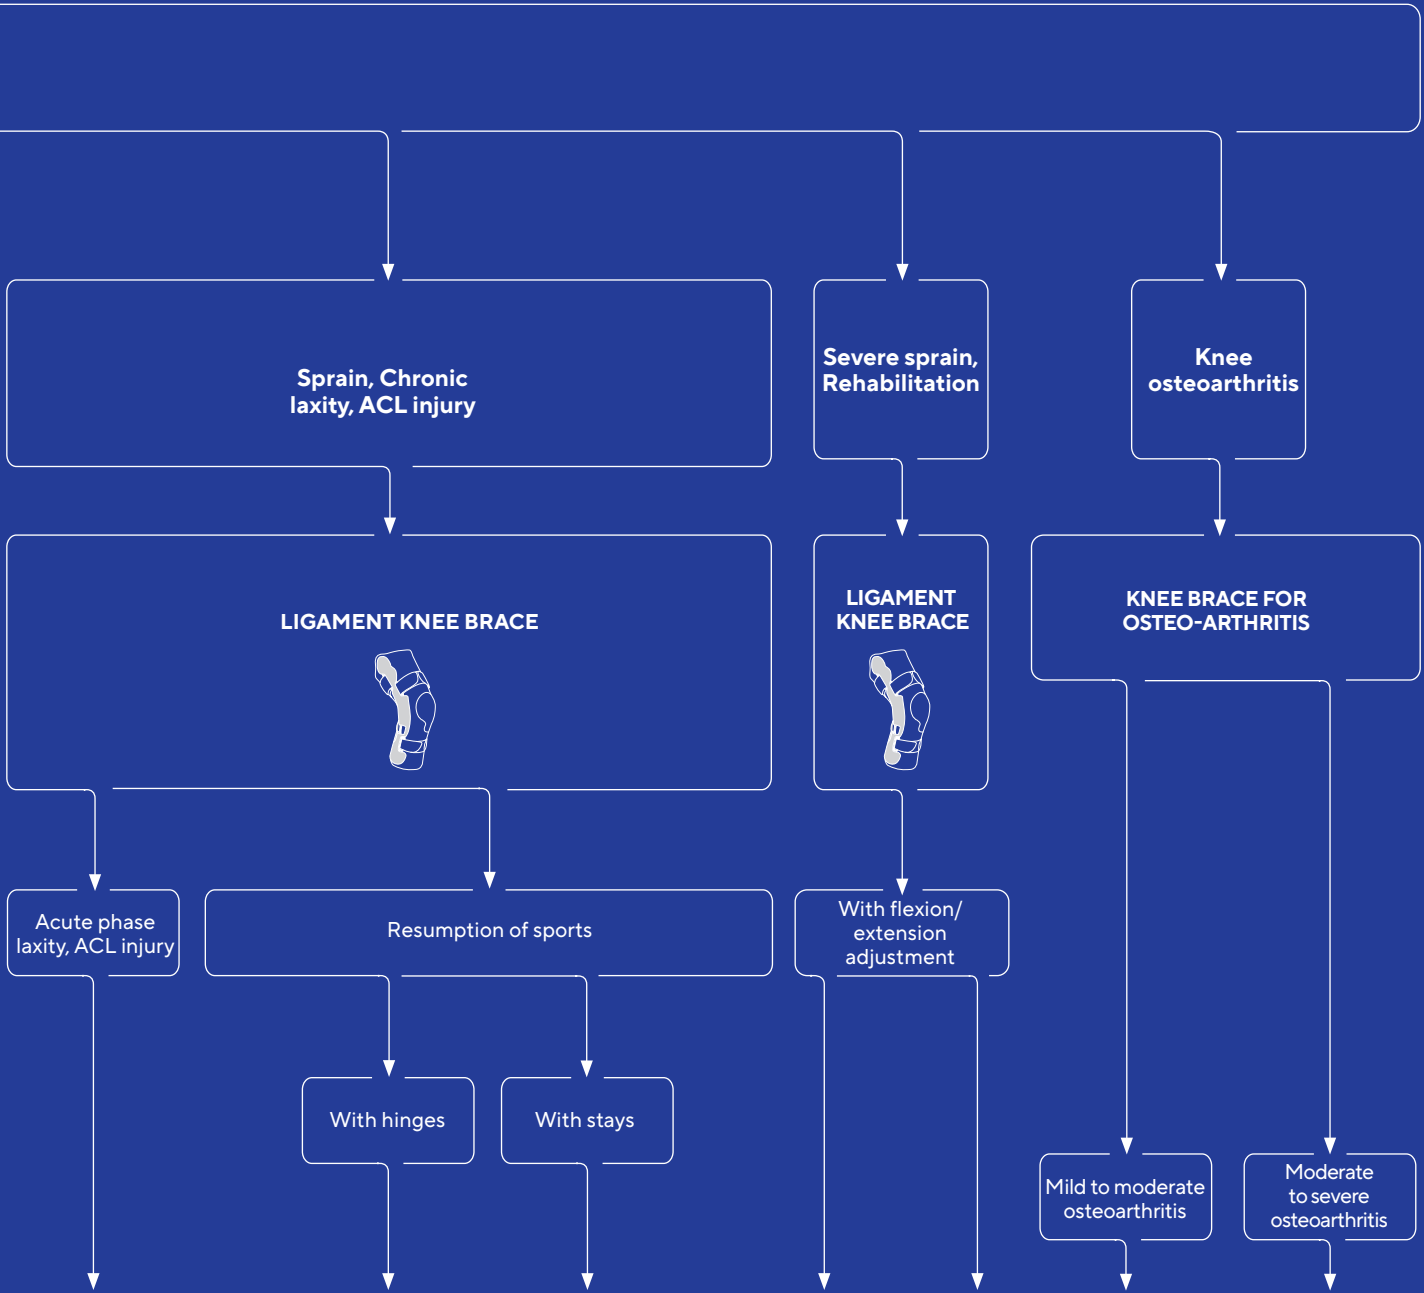 Sprain, Chronic
laxity, ACL injury
Severe sprain,
Rehabilitation
Knee
osteoarthritis
LIGAMENT KNEE BRACE
LIGAMENT
KNEE BRACE
KNEE BRACE FOR
OSTEO-ARTHRITIS
Acute phase
laxity, ACL injury
Resumption of sports
With flexion/
extension
adjustment
With hinges
With stays
Mild to moderate
osteoarthritis
Moderate
to severe
osteoarthritis